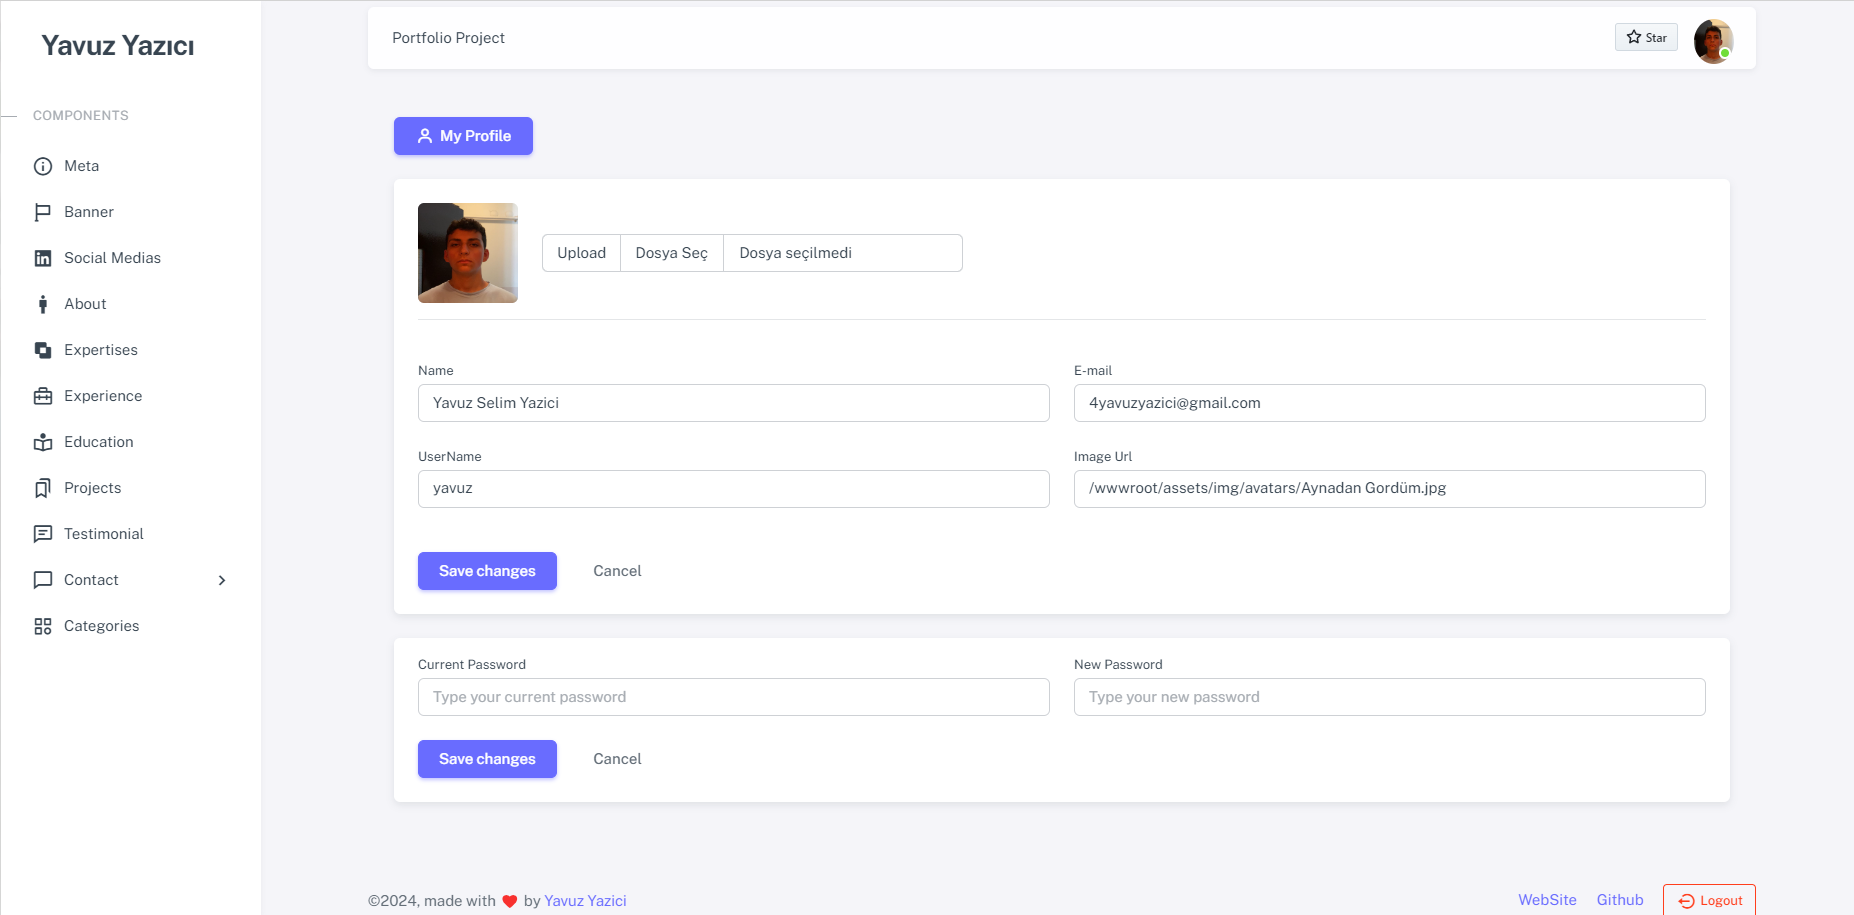 Yavuz Yazıcı
COMPONENTS
Meta
Banner
Social Medias
About
Expertises
Experience
Education
Projects
Testimonial
Contact
Categories
Portfolio Project
Star
My Profile
Upload Dosya Seç Dosya seçilmedi
Name
Yavuz Selim Yazici
E-mail
4yavuzyazici@gmail.com
UserName
yavuz
Image Url
/wwwroot/assets/img/avatars/Aynadan Gordüm.jpg
Save changes Cancel
Current Password
Type your current password
New Password
Type your new password
Save changes Cancel
©2024, made with by Yavuz Yazici
WebSite Github Logout